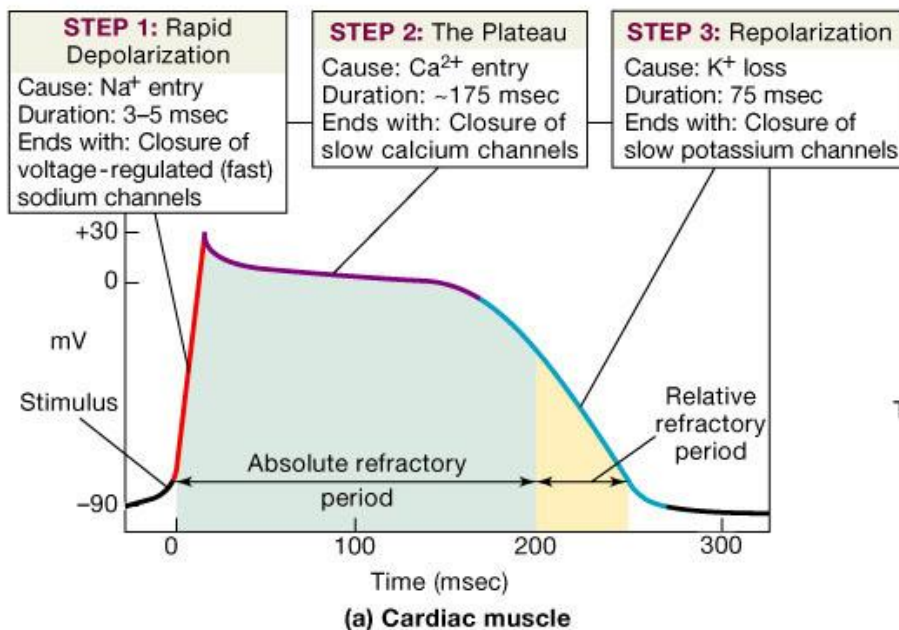 STEP 1: Rapid
Depolarization
Cause: Na⁺ entry
Duration: 3–5 msec
Ends with: Closure of
voltage-regulated (fast)
sodium channels
STEP 2: The Plateau
Cause: Ca²⁺ entry
Duration: ~175 msec
Ends with: Closure of
slow calcium channels
STEP 3: Repolarization
Cause: K⁺ loss
Duration: 75 msec
Ends with: Closure of
slow potassium channels
+30
0
mV
Stimulus
–90
Absolute refractory
period
Relative
refractory
period
T
0
100
200
300
Time (msec)
(a) Cardiac muscle